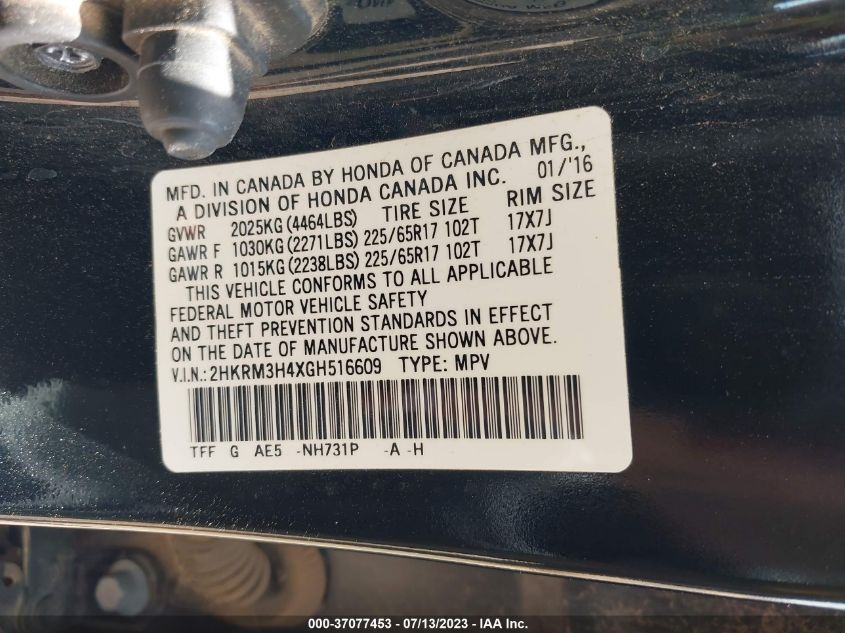 MFD. IN CANADA BY HONDA OF CANADA MFG.,
A DIVISION OF HONDA CANADA INC. 01/'16
GVWR 2025KG (4464LBS) TIRE SIZE RIM SIZE
GAWR F 1030KG (2271LBS) 225/65R17 102T 17X7J
GAWR R 1015KG (2238LBS) 225/65R17 102T 17X7J
THIS VEHICLE CONFORMS TO ALL APPLICABLE
FEDERAL MOTOR VEHICLE SAFETY
AND THEFT PREVENTION STANDARDS IN EFFECT
ON THE DATE OF MANUFACTURE SHOWN ABOVE.
V.I.N.:2HKRM3H4XGH516609 TYPE: MPV
TFF G AE5 -NH731P -A -H
000-37077453 - 07/13/2023 - IAA Inc.